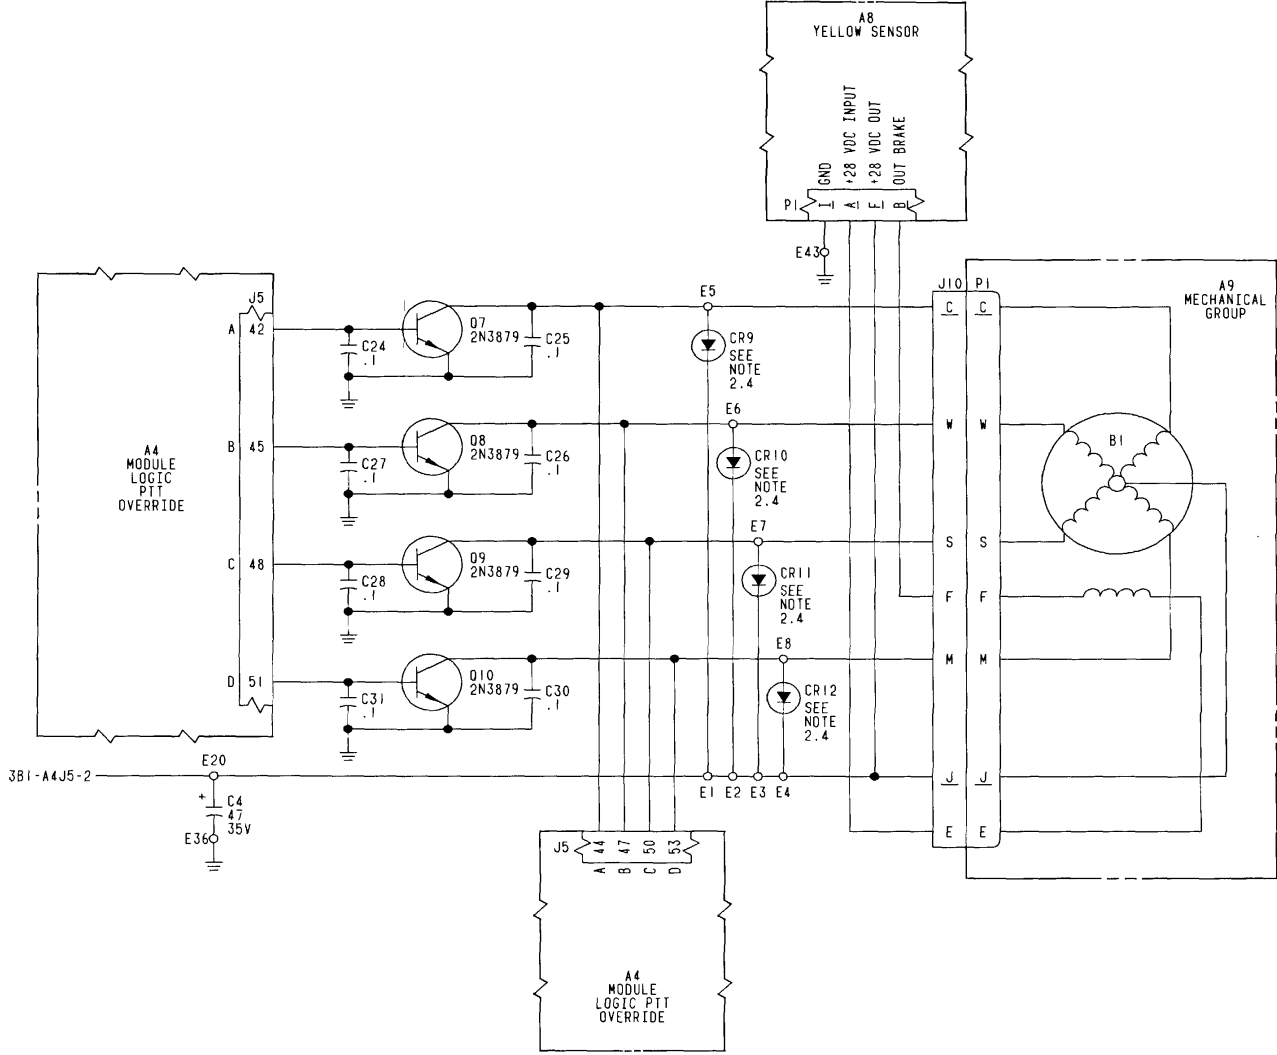 A8
YELLOW SENSOR
GND
+28 VDC INPUT
+28 VDC OUT
OUT BRAKE
P1 I A F B
E43
J10 P1
A9
MECHANICAL
GROUP
J5
A 42
C24
.1
Q7
2N3879
C25
.1
E5
CR9
SEE
NOTE
2.4
C C
B 45
C27
.1
Q8
2N3879
C26
.1
E6
CR10
SEE
NOTE
2.4
W W
B1
A4
MODULE
LOGIC
PTT
OVERRIDE
C 48
C28
.1
Q9
2N3879
C29
.1
E7
CR11
SEE
NOTE
2.4
S S
F F
D 51
C31
.1
Q10
2N3879
C30
.1
E8
CR12
SEE
NOTE
2.4
M M
3B1-A4J5-2
E20
+
C4
47
35V
E36
E1 E2 E3 E4
J J
E E
J5 44 47 50 53
A B C D
A4
MODULE
LOGIC PTT
OVERRIDE